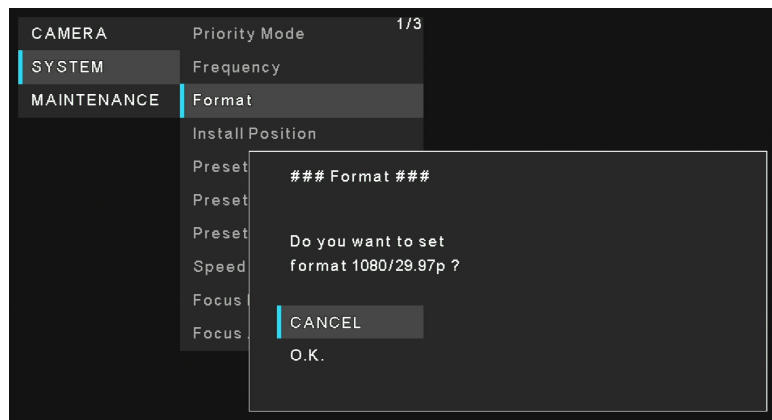 1/3
CAMERA
SYSTEM
MAINTENANCE
Priority Mode
Frequency
Format
Install Position
Preset
Preset
Preset
Speed
Focus
Focus
### Format ###
Do you want to set
format 1080/29.97p ?
CANCEL
O.K.